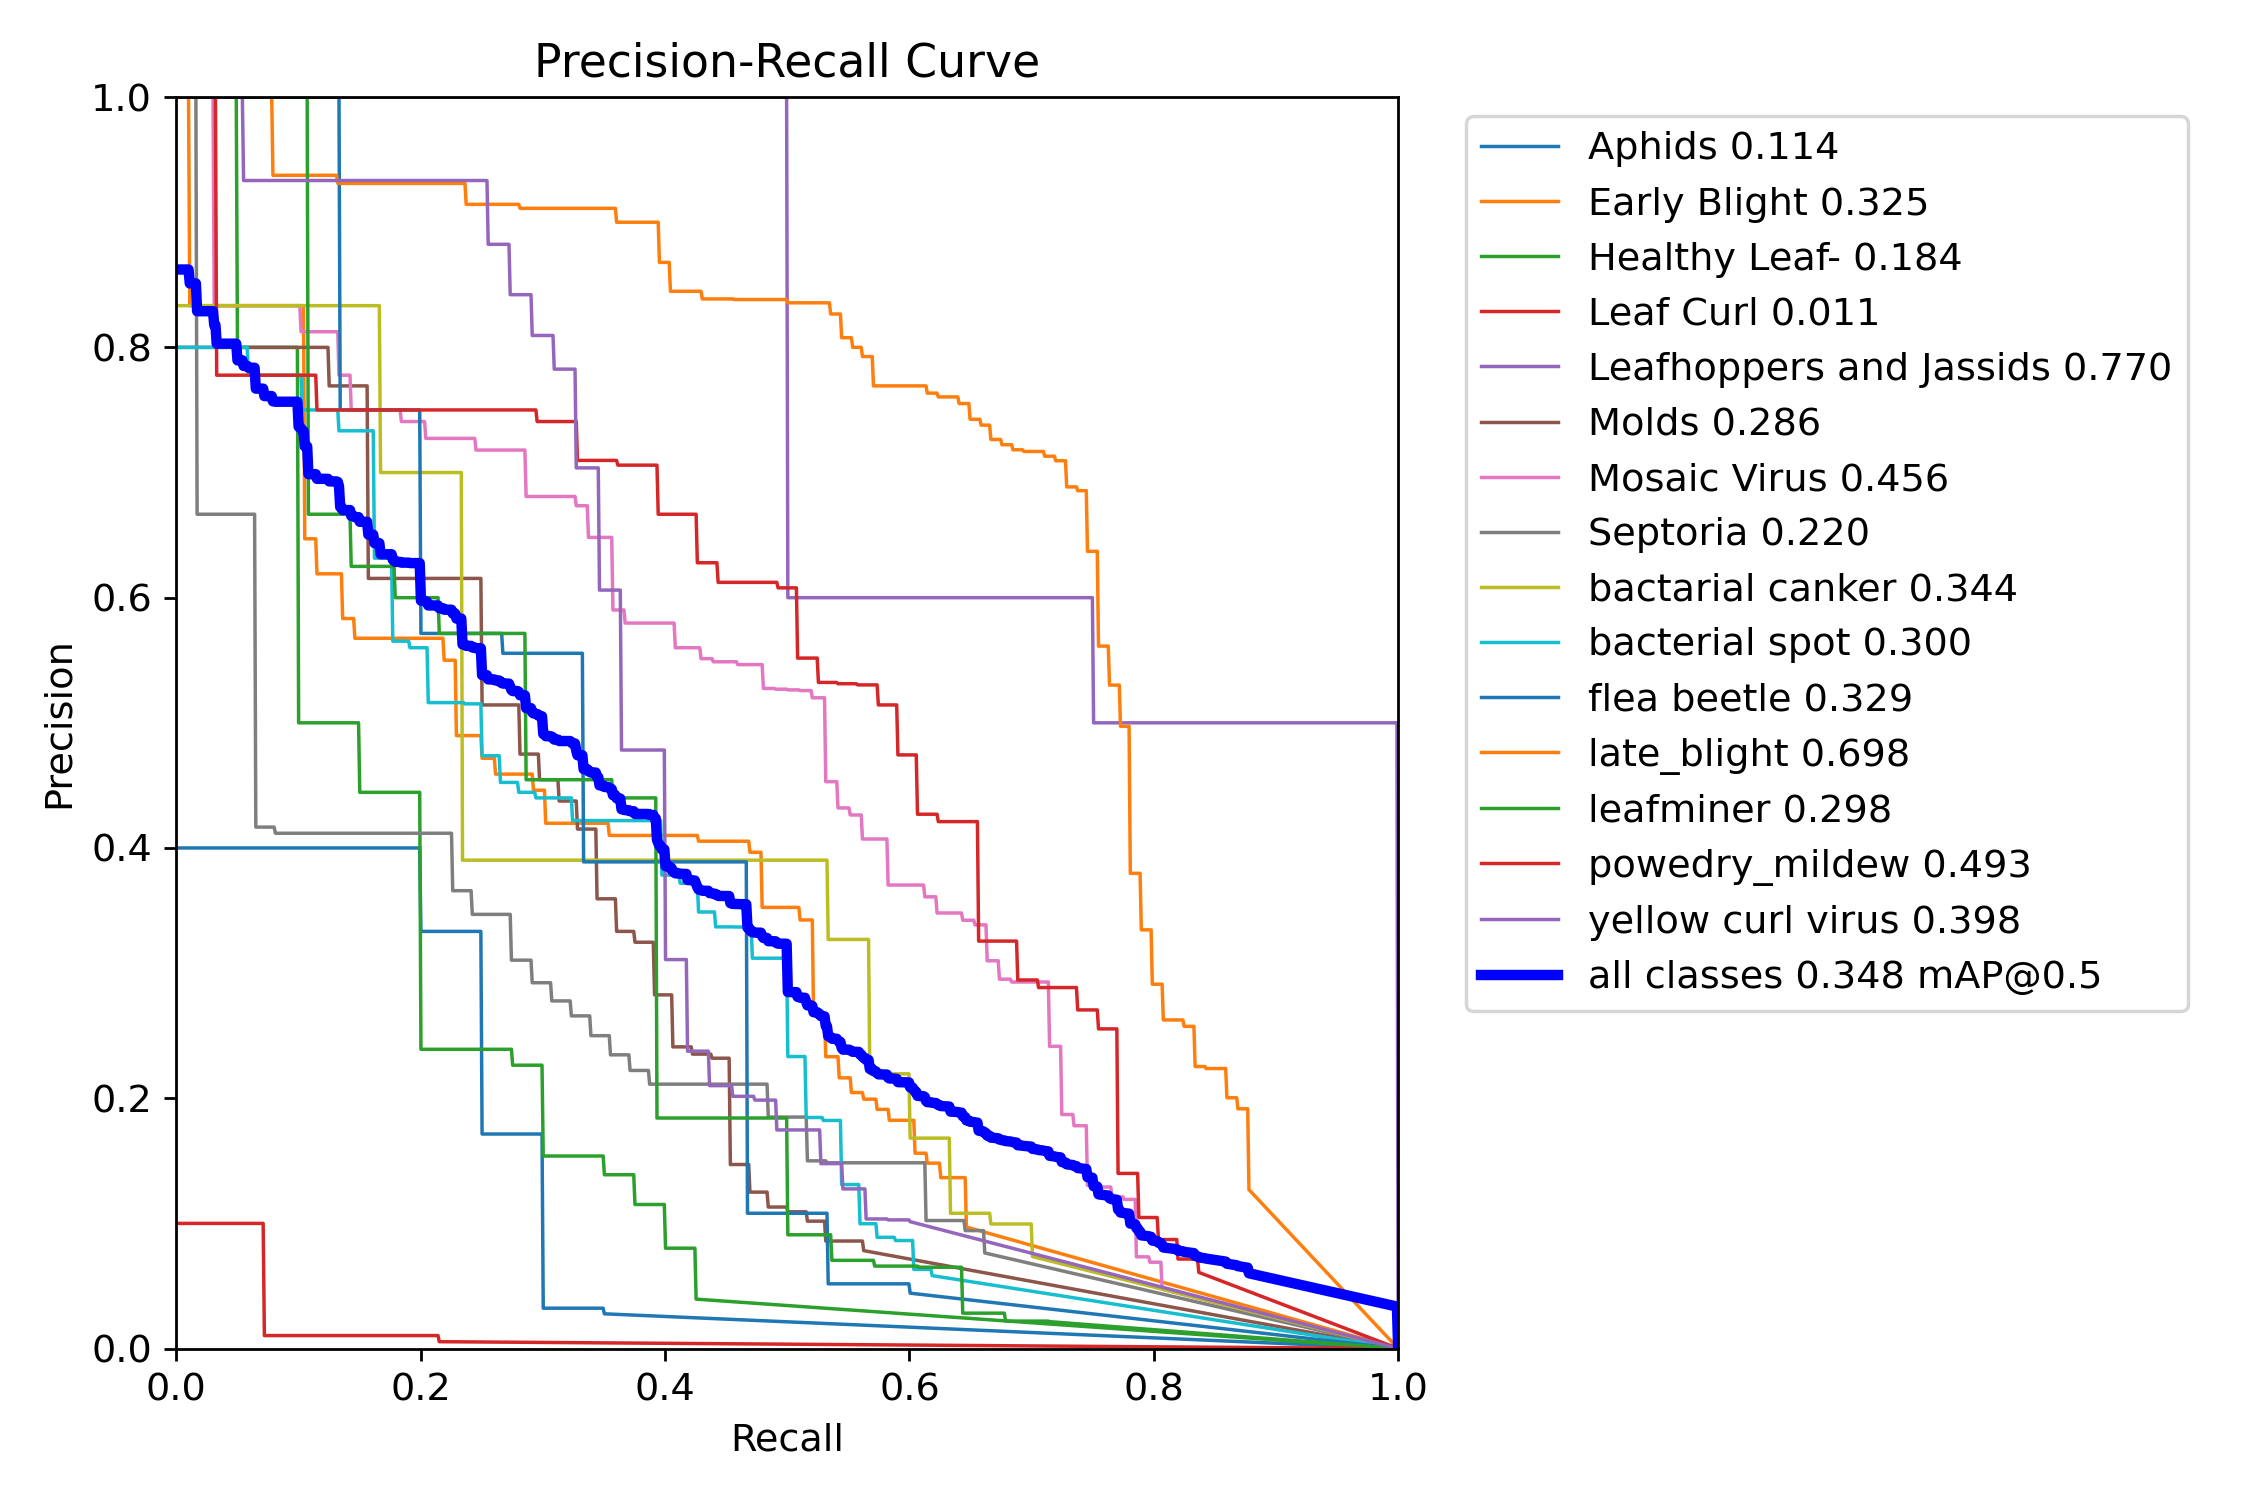 Precision-Recall Curve
1.0
0.8
0.6
0.4
0.2
0.0
Precision
0.0 0.2 0.4 0.6 0.8 1.0
Recall
Aphids 0.114
Early Blight 0.325
Healthy Leaf- 0.184
Leaf Curl 0.011
Leafhoppers and Jassids 0.770
Molds 0.286
Mosaic Virus 0.456
Septoria 0.220
bactarial canker 0.344
bacterial spot 0.300
flea beetle 0.329
late_blight 0.698
leafminer 0.298
powedry_mildew 0.493
yellow curl virus 0.398
all classes 0.348 mAP@0.5